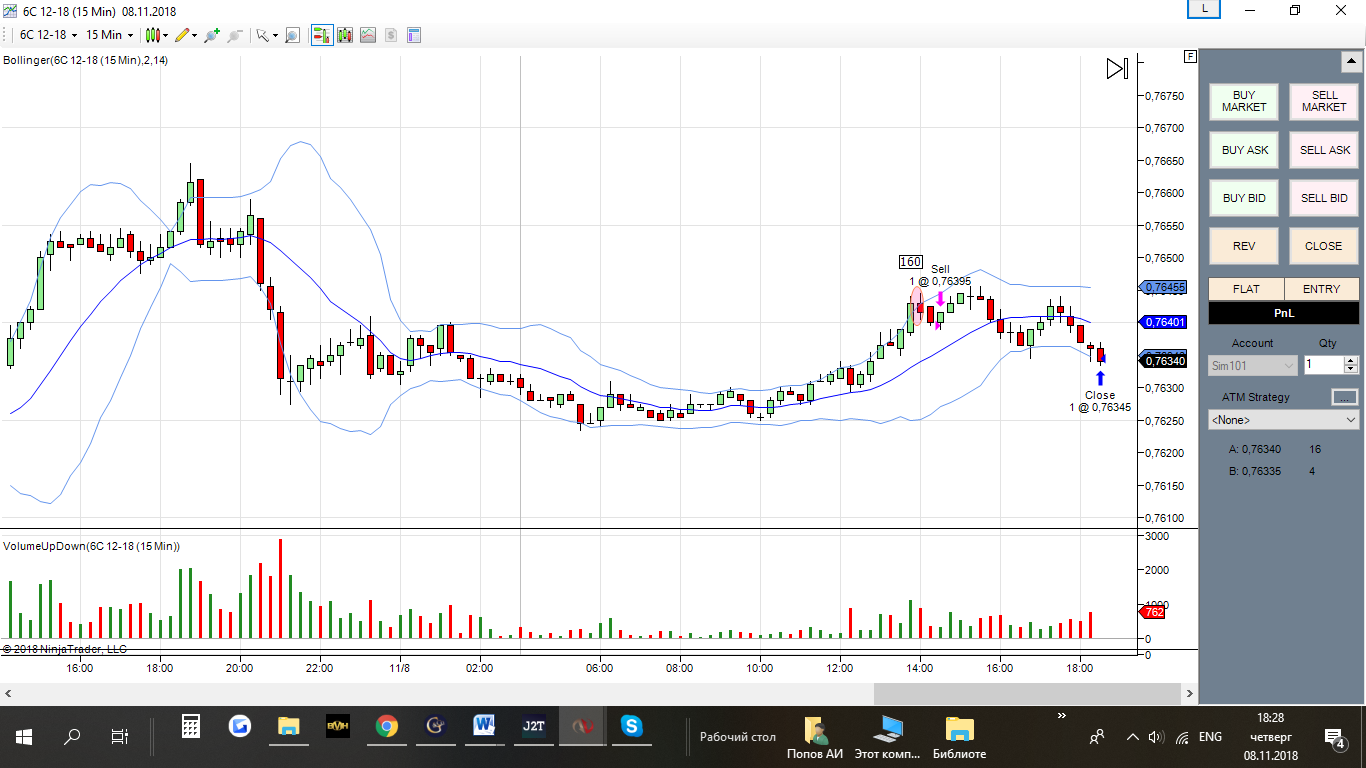 6C 12-18 (15 Min)  08.11.2018
L
6C 12-18
15 Min
Bollinger(6C 12-18 (15 Min),2,14)
F
0,76750
0,76700
0,76650
0,76600
0,76550
0,76500
0,76455
0,76401
0,76340
0,76300
0,76250
0,76200
0,76150
0,76100
160
Sell
1 @ 0,76395
Close
1 @ 0,76345
VolumeUpDown(6C 12-18 (15 Min))
3000
2000
1000
762
0
0
© 2018 NinjaTrader, LLC
16:00
18:00
20:00
22:00
11/8
02:00
06:00
08:00
10:00
12:00
14:00
16:00
18:00
BUY MARKET
SELL MARKET
BUY ASK
SELL ASK
BUY BID
SELL BID
REV
CLOSE
FLAT
ENTRY
PnL
Account
Qty
Sim101
1
ATM Strategy
...
<None>
A: 0,76340
16
B: 0,76335
4
BMH
J2T
Рабочий стол
Попов АИ
Этот комп...
Библиоте
ENG
18:28
четверг
08.11.2018
4